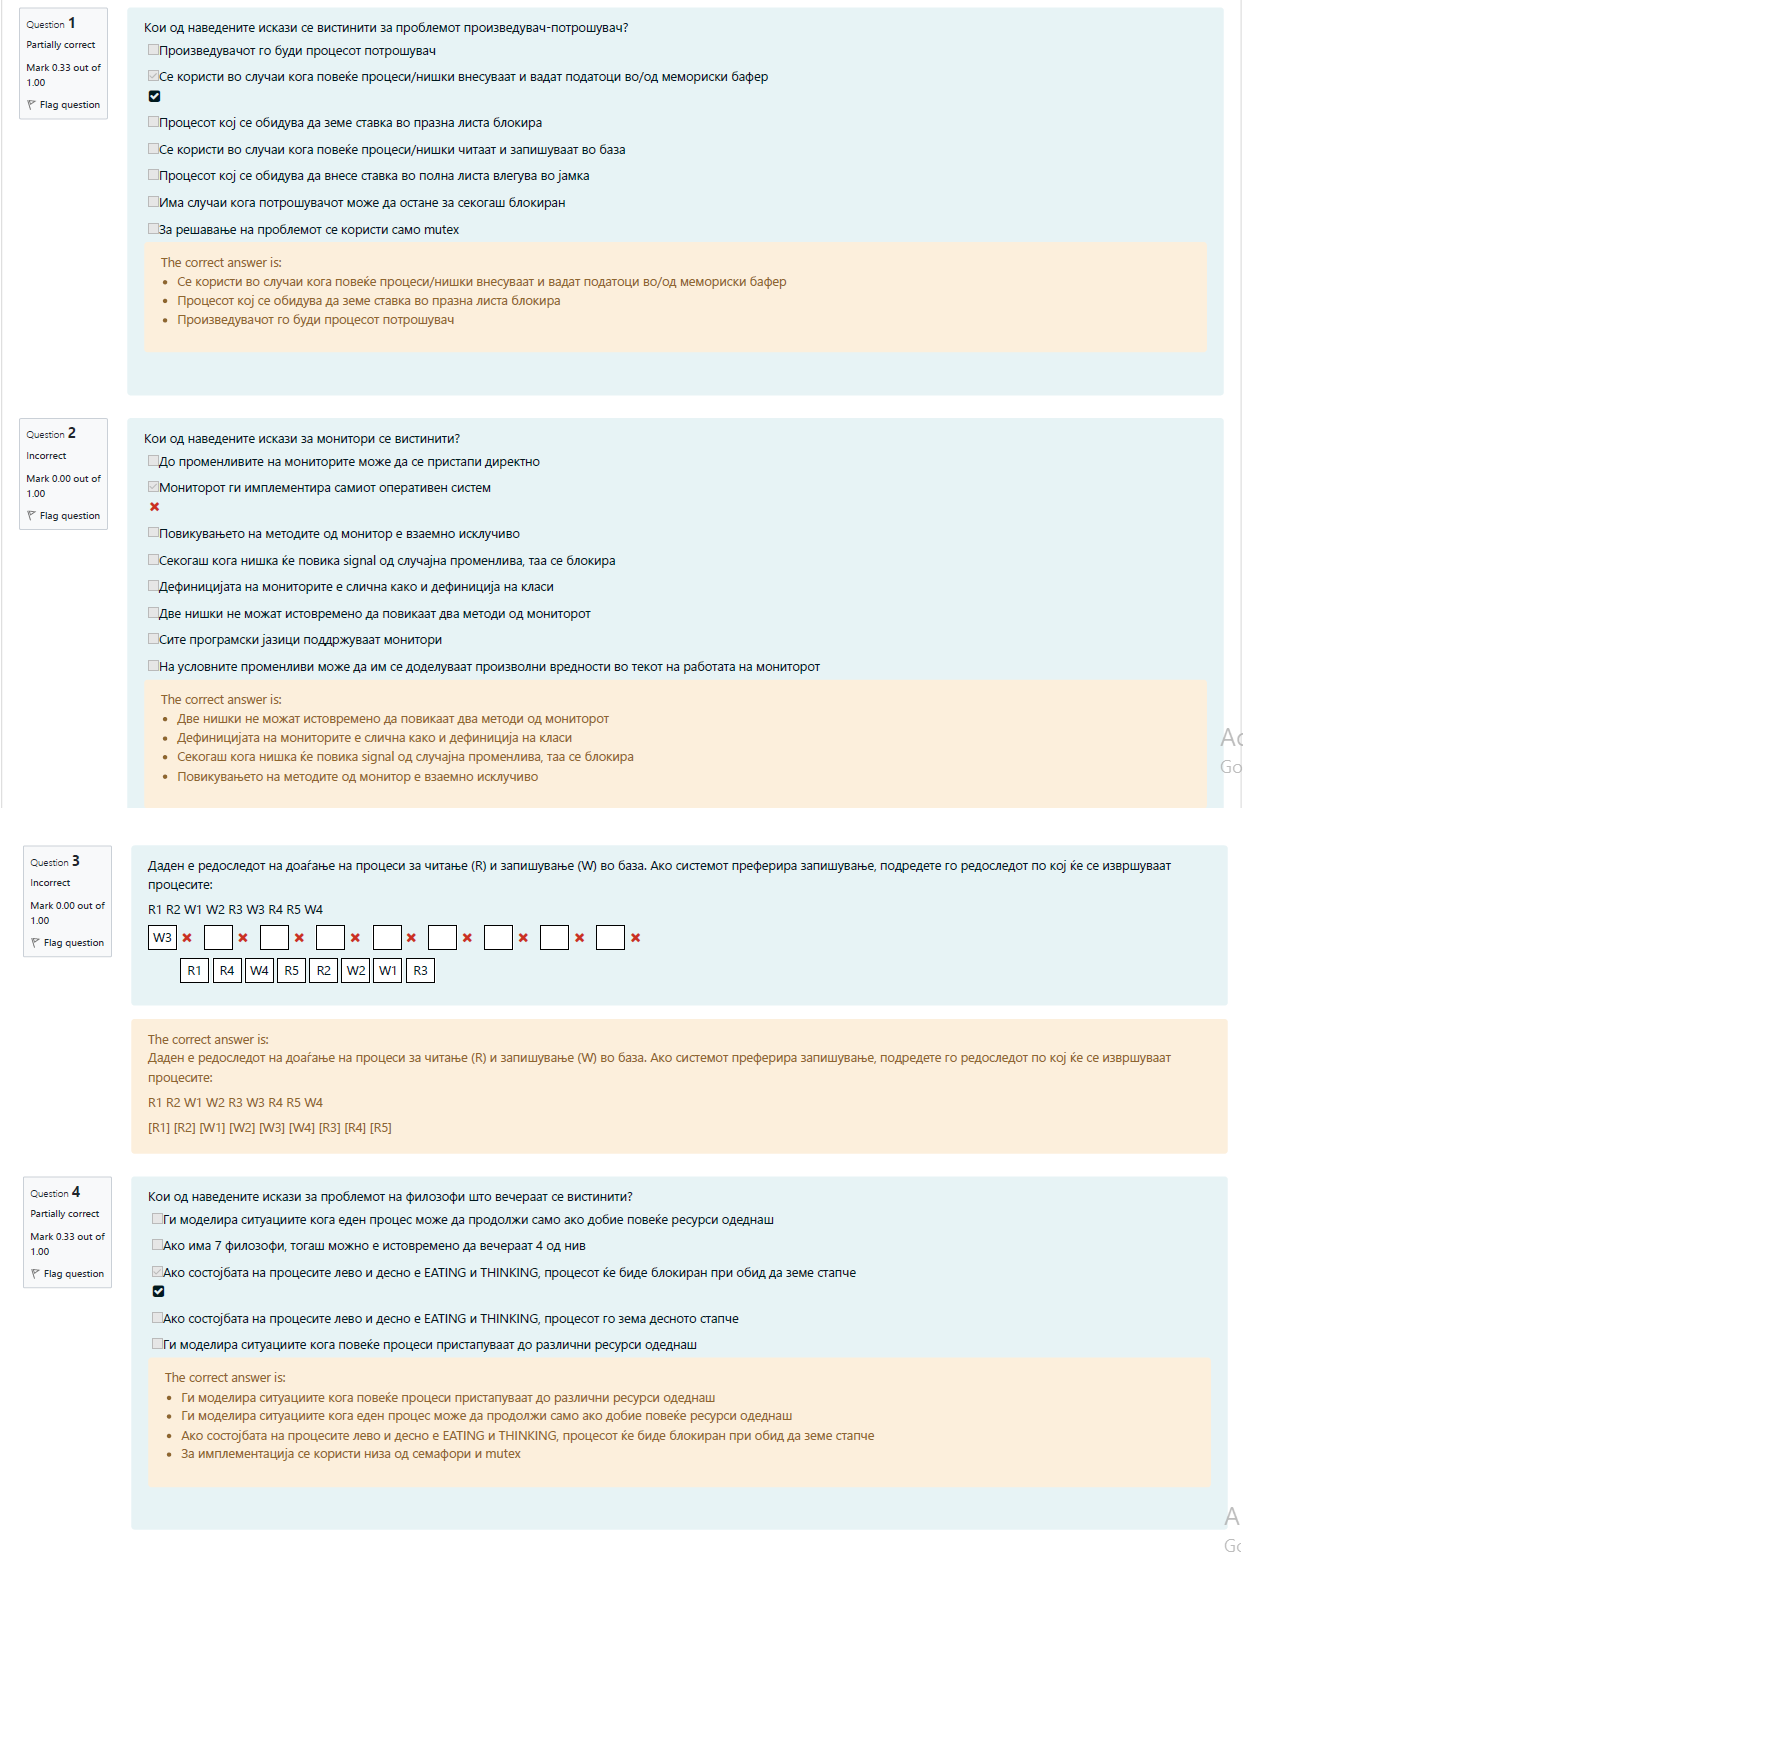 Question 1
Partially correct
Mark 0.33 out of
1.00
Flag question
Кои од наведените искази се вистинити за проблемот произведувач-потрошувач?
Произведувачот го буди процесот потрошувач
Се користи во случаи кога повеќе процеси/нишки внесуваат и вадат податоци во/од мемориски бафер
Процесот кој се обидува да земе ставка во празна листа блокира
Се користи во случаи кога повеќе процеси/нишки читаат и запишуваат во база
Процесот кој се обидува да внесе ставка во полна листа влегува во јамка
Има случаи кога потрошувачот може да остане за секогаш блокиран
За решавање на проблемот се користи само mutex
The correct answer is:
• Се користи во случаи кога повеќе процеси/нишки внесуваат и вадат податоци во/од мемориски бафер
• Процесот кој се обидува да земе ставка во празна листа блокира
• Произведувачот го буди процесот потрошувач
Question 2
Incorrect
Mark 0.00 out of
1.00
Flag question
Кои од наведените искази за монитори се вистинити?
До променливите на мониторите може да се пристапи директно
Мониторот ги имплементира самиот оперативен систем
Повикувањето на методите од монитор е взаемно исклучиво
Секогаш кога нишка ќе повика signal од случајна променлива, таа се блокира
Дефиницијата на мониторите е слична како и дефиниција на класи
Две нишки не можат истовремено да повикаат два методи од мониторот
Сите програмски јазици поддржуваат монитори
На условните променливи може да им се доделуваат произволни вредности во текот на работата на мониторот
The correct answer is:
• Две нишки не можат истовремено да повикаат два методи од мониторот
• Дефиницијата на мониторите е слична како и дефиниција на класи
• Секогаш кога нишка ќе повика signal од случајна променлива, таа се блокира
• Повикувањето на методите од монитор е взаемно исклучиво
Go
Question 3
Incorrect
Mark 0.00 out of
1.00
Flag question
Даден е редоследот на доаѓање на процеси за читање (R) и запишување (W) во база. Ако системот преферира запишување, подредете го редоследот по кој ќе се извршуваат
процесите:
R1 R2 W1 W2 R3 W3 R4 R5 W4
W3
R1 R4 W4 R5 R2 W2 W1 R3
The correct answer is:
Даден е редоследот на доаѓање на процеси за читање (R) и запишување (W) во база. Ако системот преферира запишување, подредете го редоследот по кој ќе се извршуваат
процесите:
R1 R2 W1 W2 R3 W3 R4 R5 W4
[R1] [R2] [W1] [W2] [W3] [W4] [R3] [R4] [R5]
Question 4
Partially correct
Mark 0.33 out of
1.00
Flag question
Кои од наведените искази за проблемот на филозофи што вечераат се вистинити?
Ги моделира ситуациите кога еден процес може да продолжи само ако добие повеќе ресурси одеднаш
Ако има 7 филозофи, тогаш можно е истовремено да вечераат 4 од нив
Ако состојбата на процесите лево и десно е EATING и THINKING, процесот ќе биде блокиран при обид да земе стапче
Ако состојбата на процесите лево и десно е EATING и THINKING, процесот го зема десното стапче
Ги моделира ситуациите кога повеќе процеси пристапуваат до различни ресурси одеднаш
The correct answer is:
• Ги моделира ситуациите кога повеќе процеси пристапуваат до различни ресурси одеднаш
• Ги моделира ситуациите кога еден процес може да продолжи само ако добие повеќе ресурси одеднаш
• Ако состојбата на процесите лево и десно е EATING и THINKING, процесот ќе биде блокиран при обид да земе стапче
• За имплементација се користи низа од семафори и mutex
A